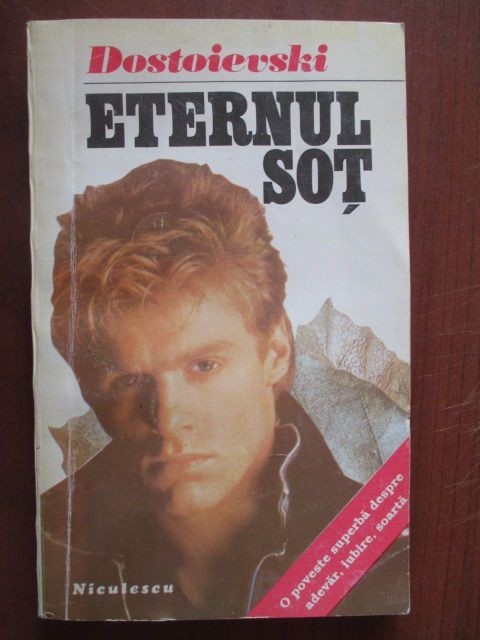 Dostoievski
ETERNUL
SOȚ
O poveste superbă despre
adevăr, iubire, soartă
Niculescu